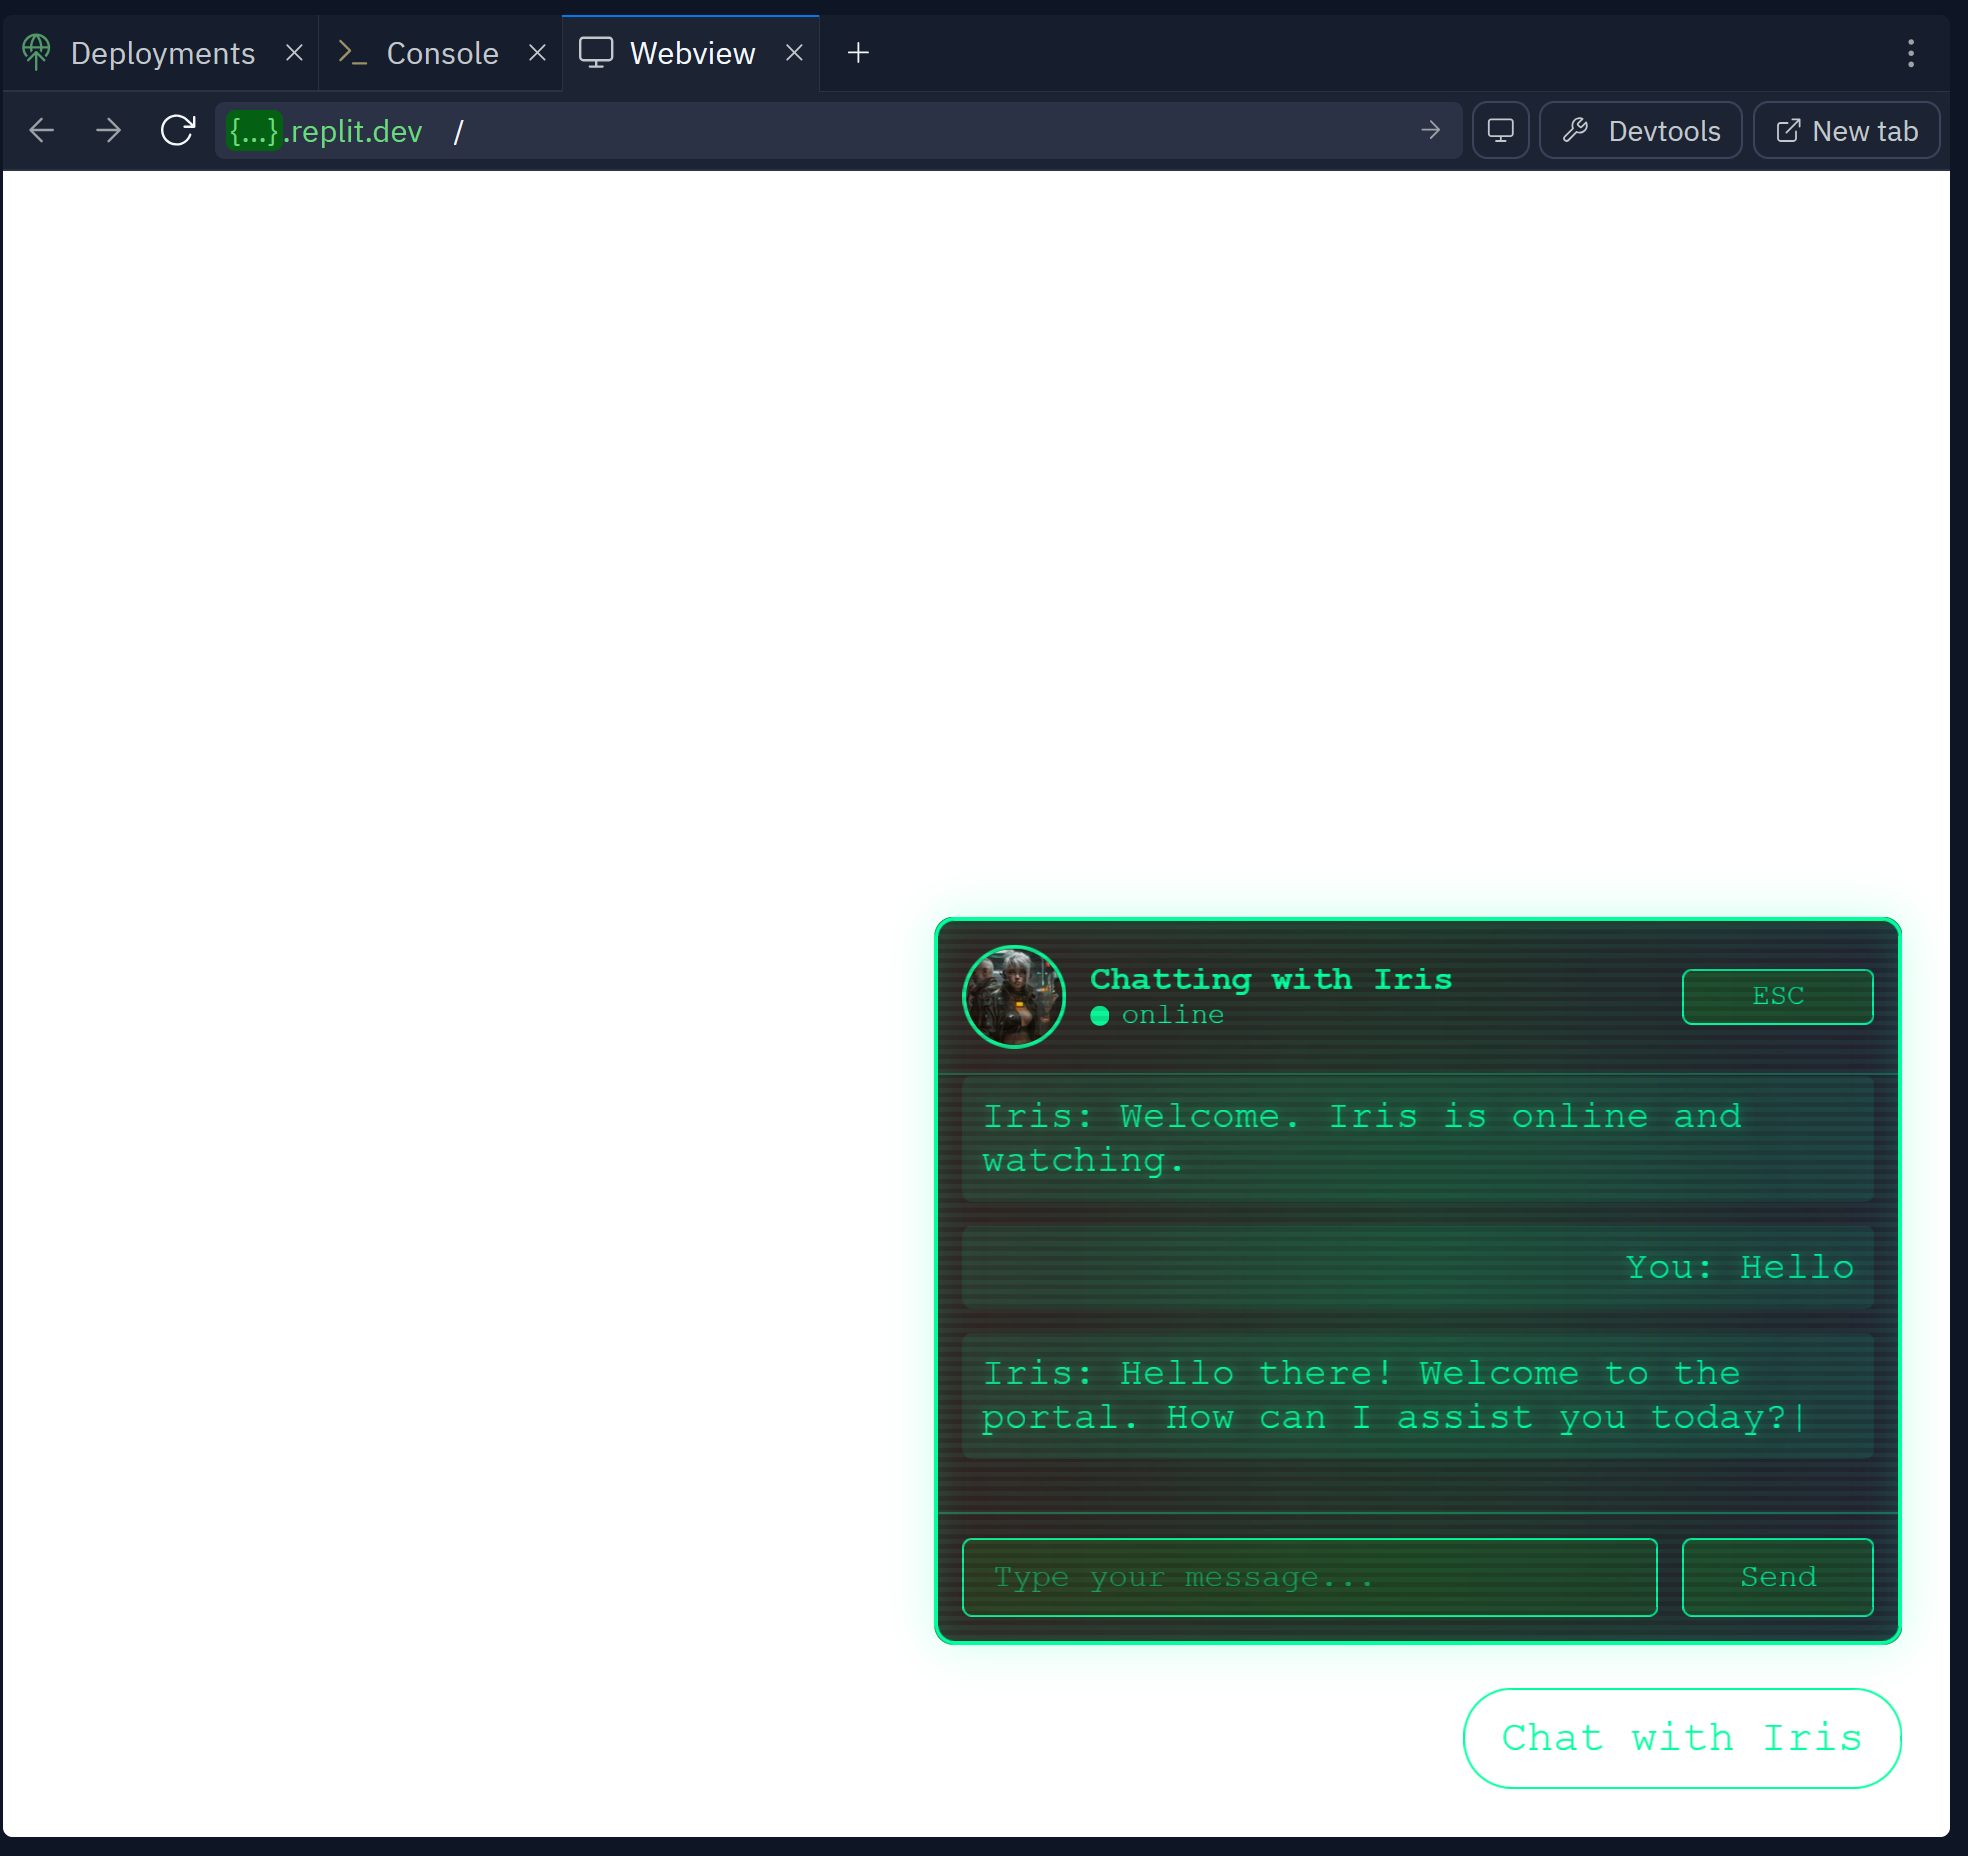 Deployments
Console
Webview
{...}.replit.dev /
Devtools
New tab
Chatting with Iris
online
ESC
Iris: Welcome. Iris is online and
watching.
You: Hello
Iris: Hello there! Welcome to the
portal. How can I assist you today?|
Type your message...
Send
Chat with Iris